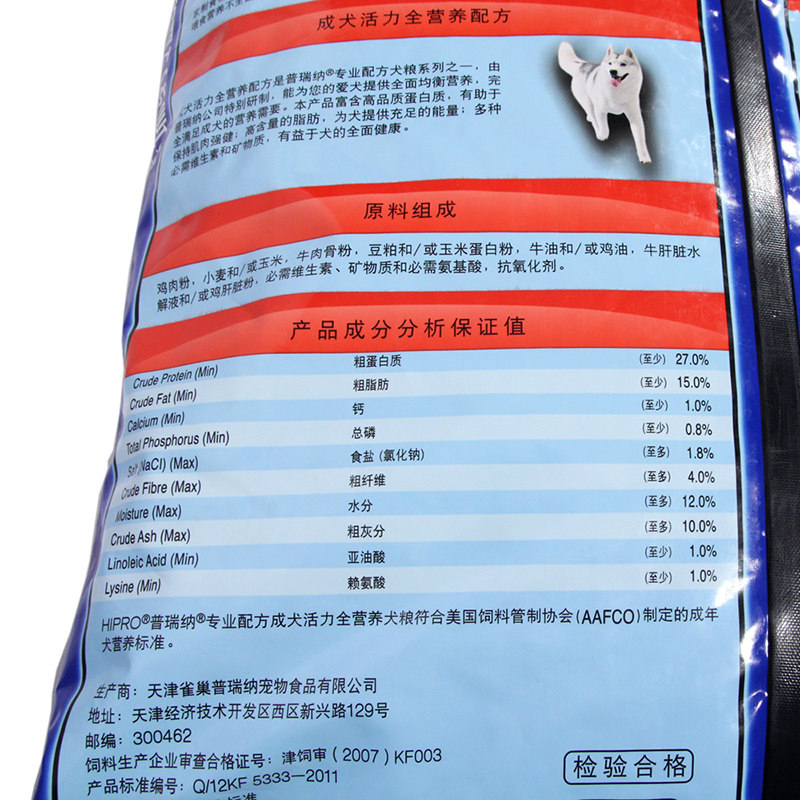 成犬活力全营养配方
犬活力全营养配方是普瑞纳®专业配方犬粮系列之一，由
普瑞纳公司特别研制，能为您的爱犬提供全面均衡营养，完
全满足成犬的营养需要。本产品富含高品质蛋白质，有助于
保持肌肉强健；高含量的脂肪，为犬提供充足的能量；多种
必需维生素和矿物质，有益于犬的全面健康。
原料组成
鸡肉粉，小麦和/或玉米，牛肉骨粉，豆粕和/或玉米蛋白粉，牛油和/或鸡油，牛肝脏水
解液和/或鸡肝脏粉，必需维生素、矿物质和必需氨基酸，抗氧化剂。
产品成分分析保证值
Crude Protein (Min) 粗蛋白质 (至少) 27.0%
Crude Fat (Min) 粗脂肪 (至少) 15.0%
Calcium (Min) 钙 (至少) 1.0%
Total Phosphorus (Min) 总磷 (至少) 0.8%
Salt (NaCl) (Max) 食盐 (氯化钠) (至多) 1.8%
Crude Fibre (Max) 粗纤维 (至多) 4.0%
Moisture (Max) 水分 (至多) 12.0%
Crude Ash (Max) 粗灰分 (至多) 10.0%
Linoleic Acid (Min) 亚油酸 (至少) 1.0%
Lysine (Min) 赖氨酸 (至少) 1.0%
HIPRO®普瑞纳®专业配方成犬活力全营养犬粮符合美国饲料管制协会(AAFCO)制定的成年
犬营养标准。
生产商：天津雀巢普瑞纳宠物食品有限公司
地址：天津经济技术开发区西区新兴路129号
邮编：300462
饲料生产企业审查合格证号：津饲审（2007）KF003
产品标准编号：Q/12KF 5333-2011
检验合格